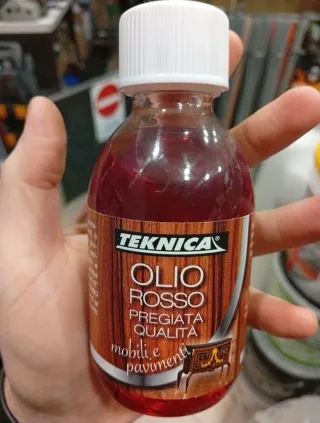 TEKNICA
OLIO
ROSSO
PREGIATA
QUALITÀ
mobili e
pavimenti